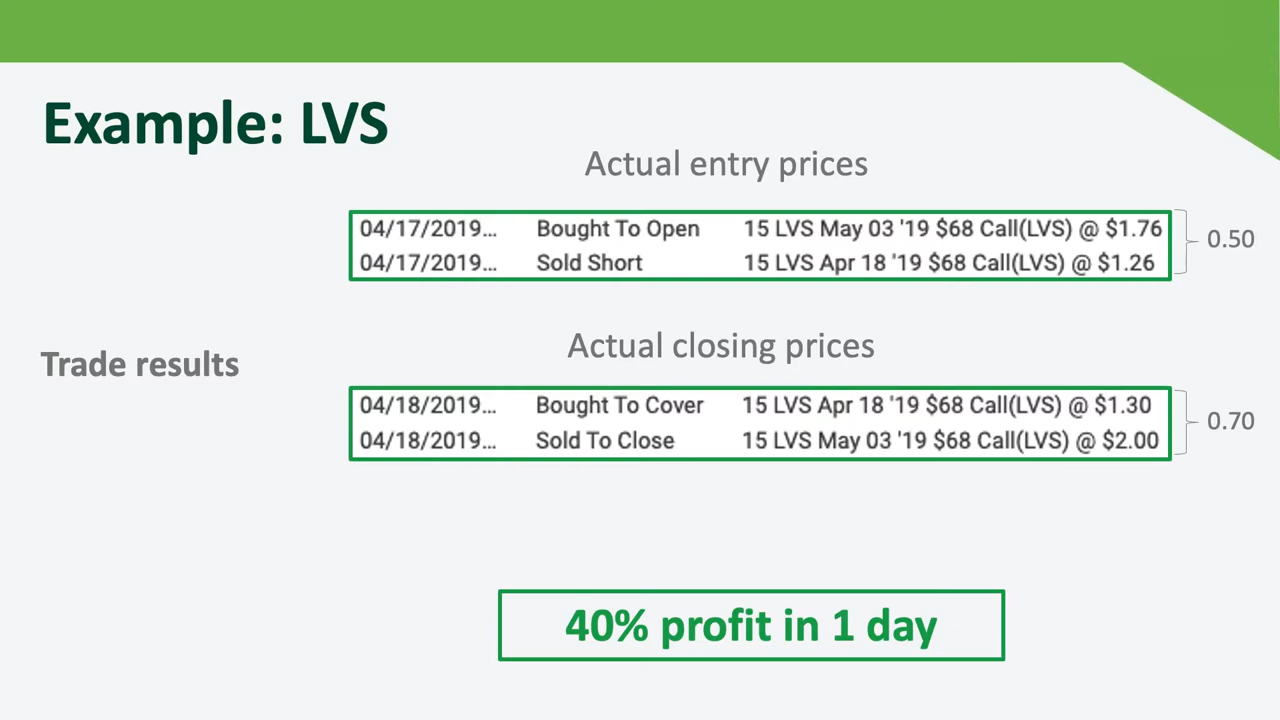 Example: LVS
Actual entry prices
04/17/2019... Bought To Open 15 LVS May 03 '19 $68 Call(LVS) @ $1.76
04/17/2019... Sold Short 15 LVS Apr 18 '19 $68 Call(LVS) @ $1.26
0.50
Trade results
Actual closing prices
04/18/2019... Bought To Cover 15 LVS Apr 18 '19 $68 Call(LVS) @ $1.30
04/18/2019... Sold To Close 15 LVS May 03 '19 $68 Call(LVS) @ $2.00
0.70
40% profit in 1 day